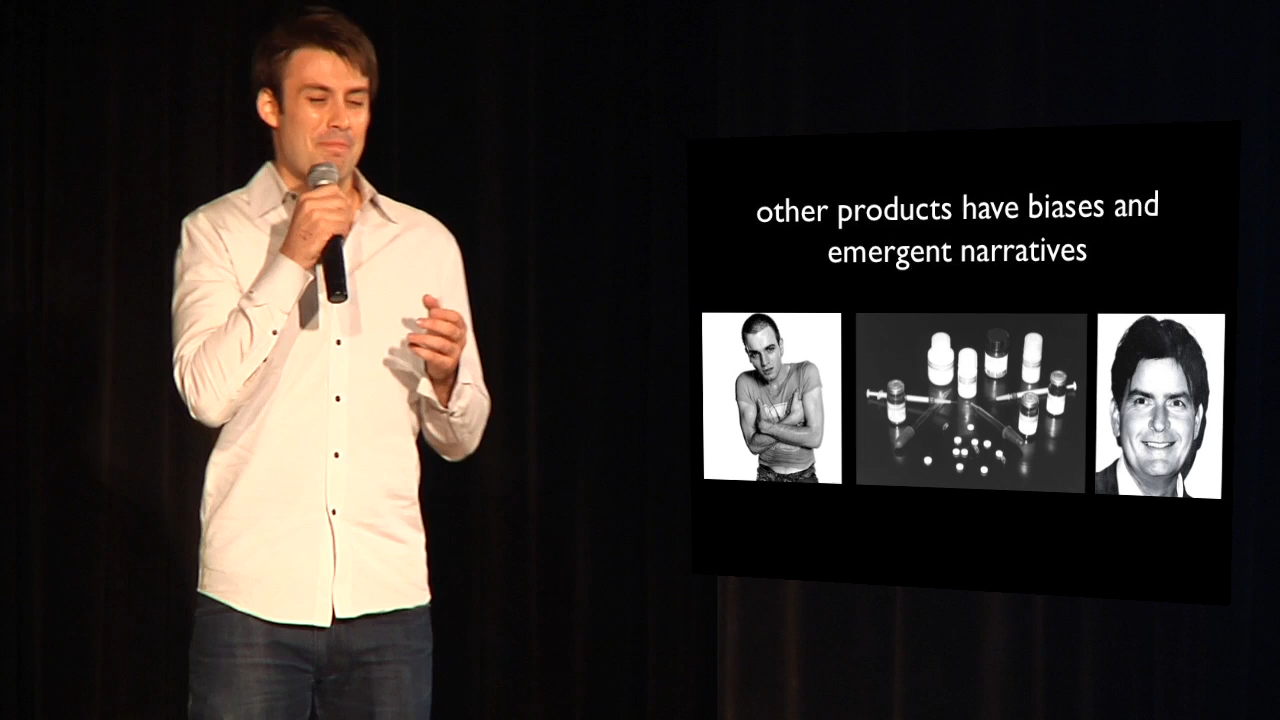 other products have biases and
emergent narratives